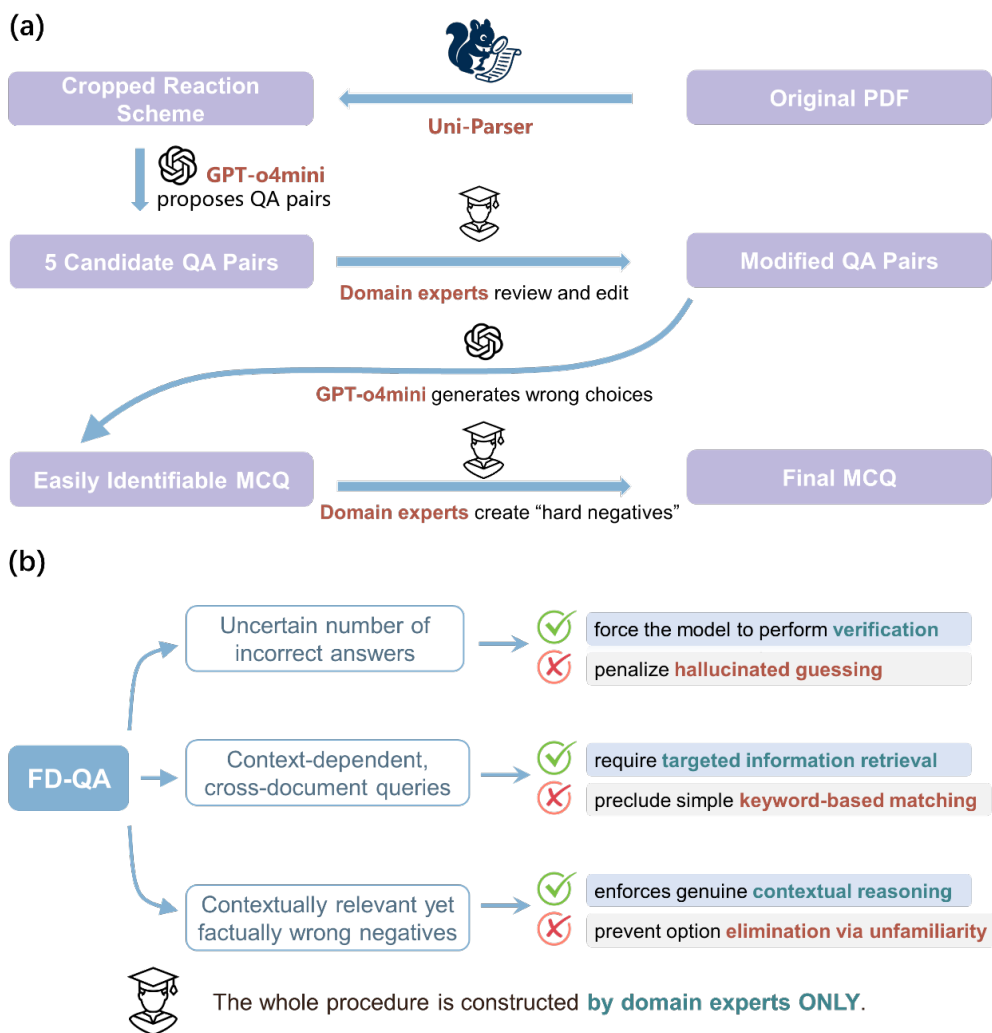 (a)
Cropped Reaction
Scheme
Uni-Parser
Original PDF
GPT-o4mini
proposes QA pairs
5 Candidate QA Pairs
Domain experts review and edit
Modified QA Pairs
GPT-o4mini generates wrong choices
Easily Identifiable MCQ
Domain experts create “hard negatives”
Final MCQ
(b)
FD-QA
Uncertain number of
incorrect answers
force the model to perform verification
penalize hallucinated guessing
Context-dependent,
cross-document queries
require targeted information retrieval
preclude simple keyword-based matching
Contextually relevant yet
factually wrong negatives
enforces genuine contextual reasoning
prevent option elimination via unfamiliarity
The whole procedure is constructed by domain experts ONLY.